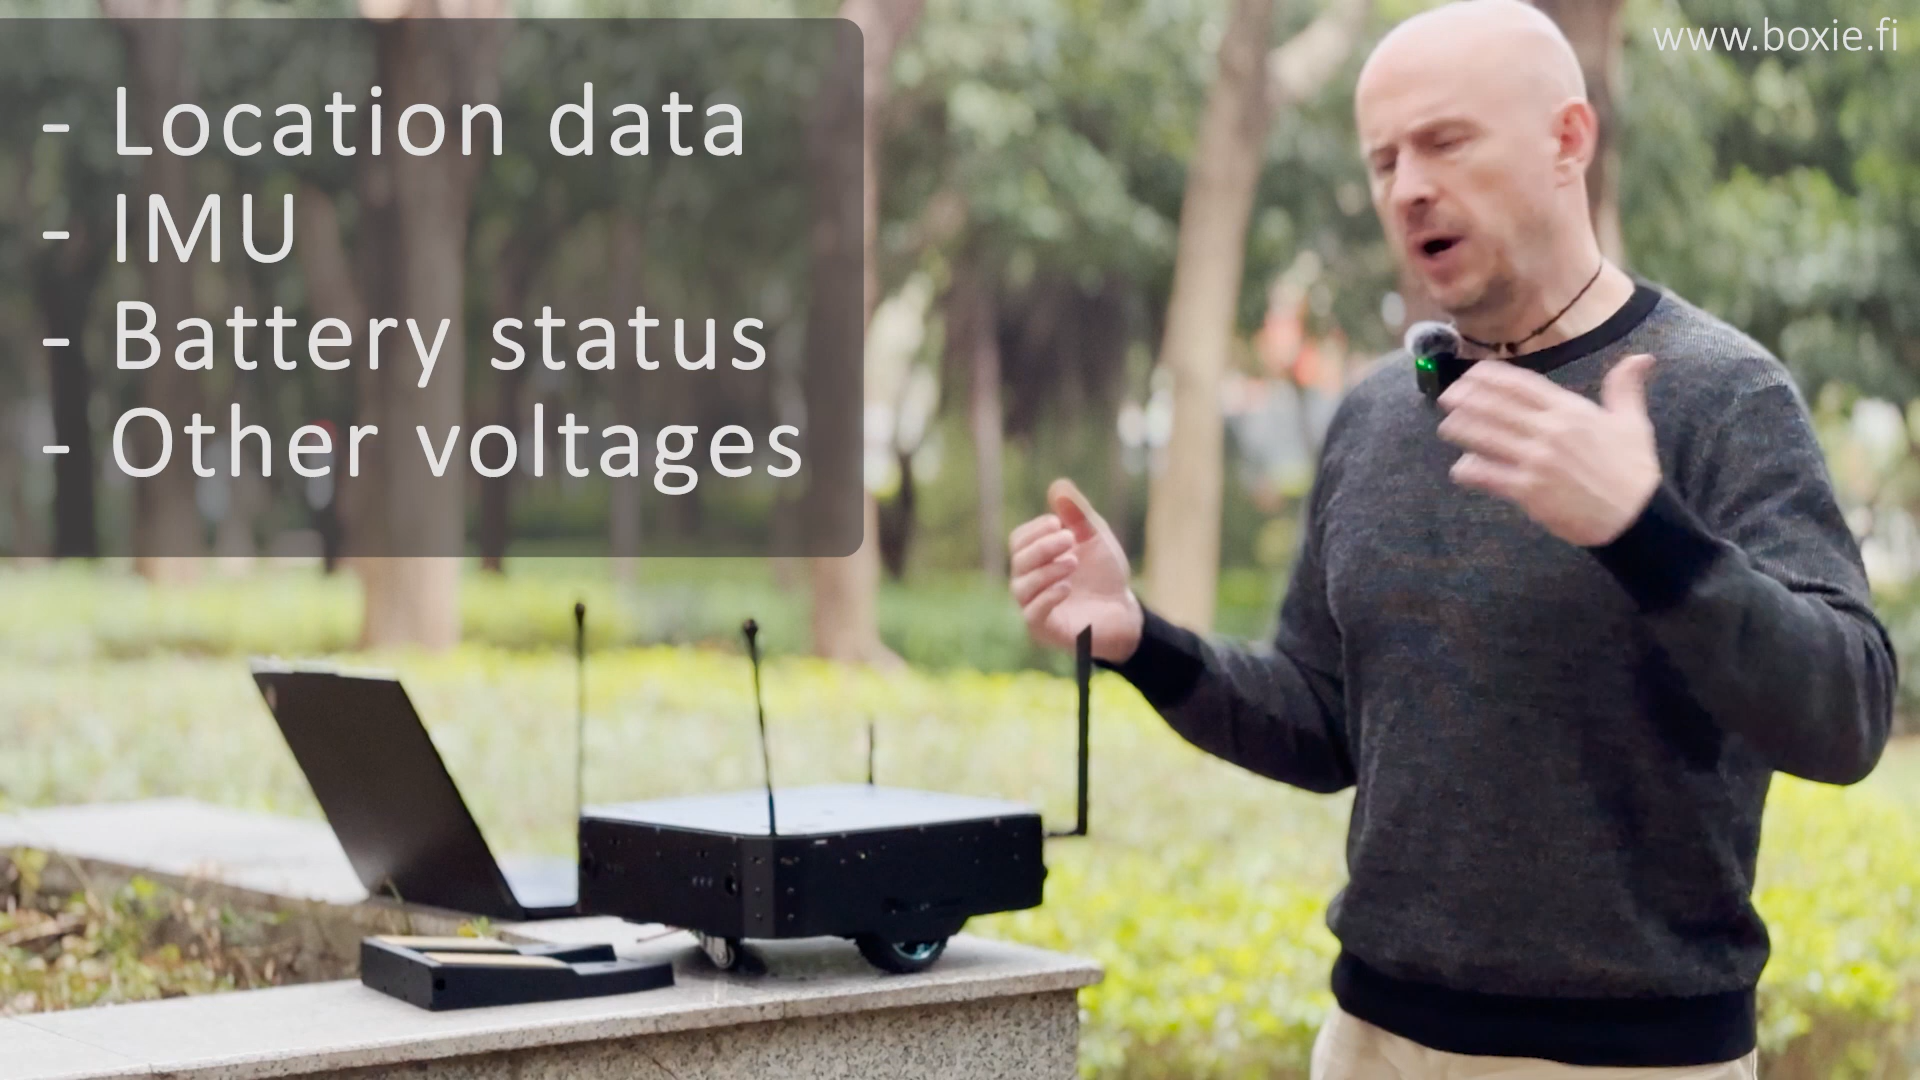 www.boxie.fi
- Location data
- IMU
- Battery status
- Other voltages